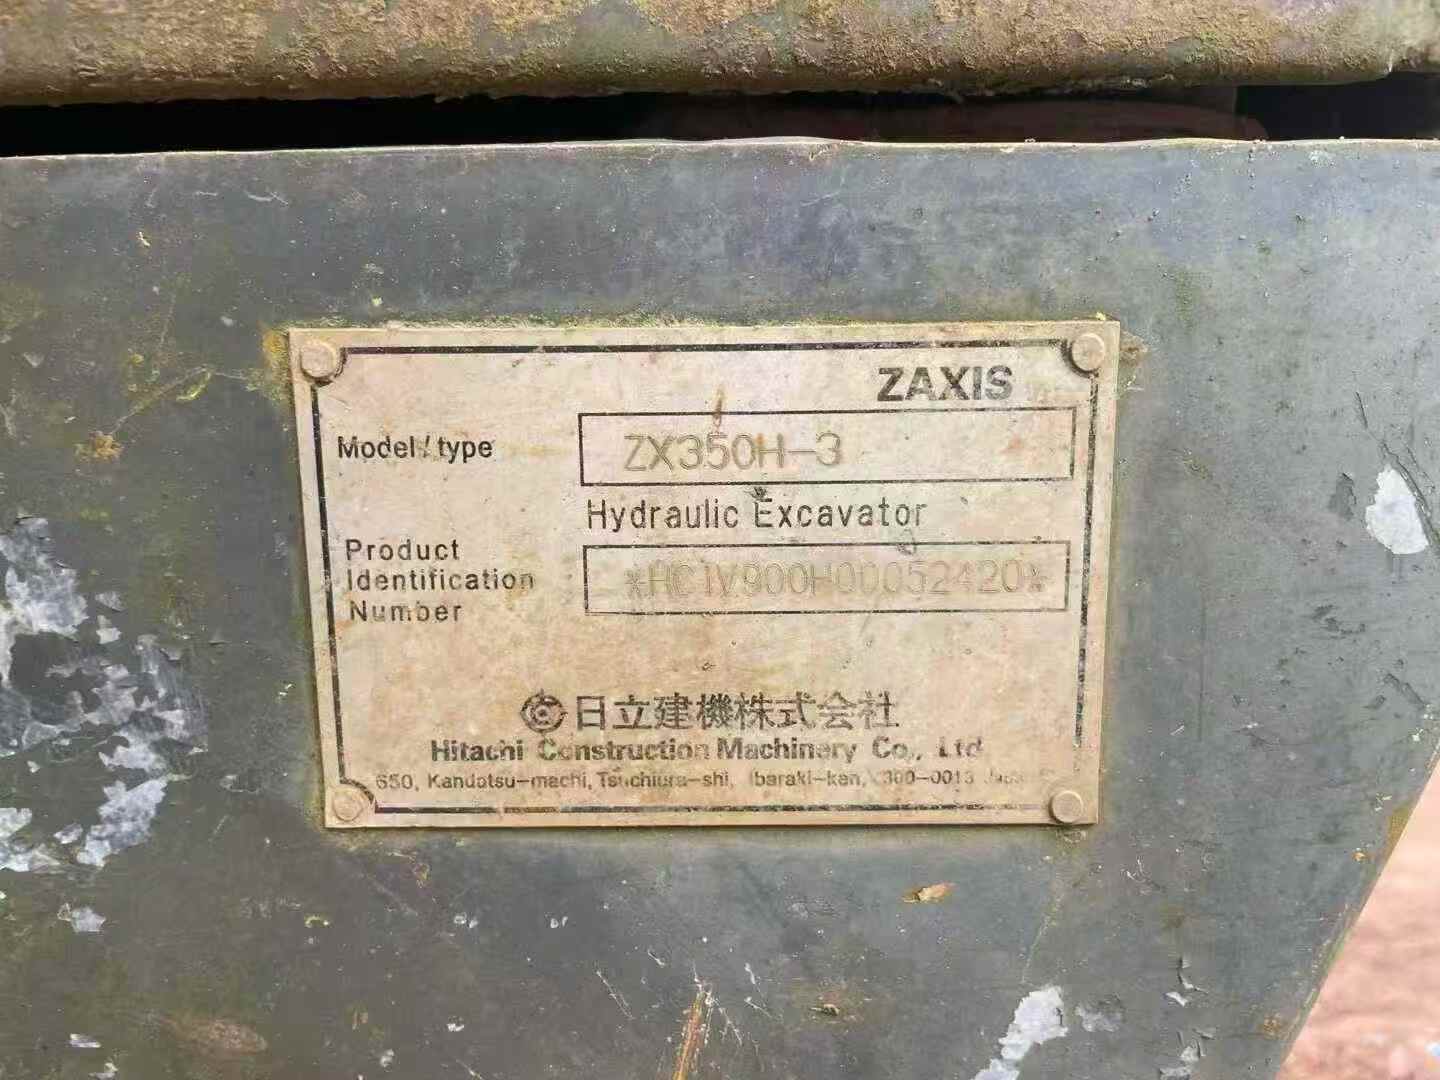 ZAXIS
Model/type ZX350H-3
Hydraulic Excavator
Product
Identification
Number
*HC1V900H00052420*
日立建機株式会社
Hitachi Construction Machinery Co., Ltd
650, Kandatsu-machi, Tsuchiura-shi, Ibaraki-ken, 300-0013